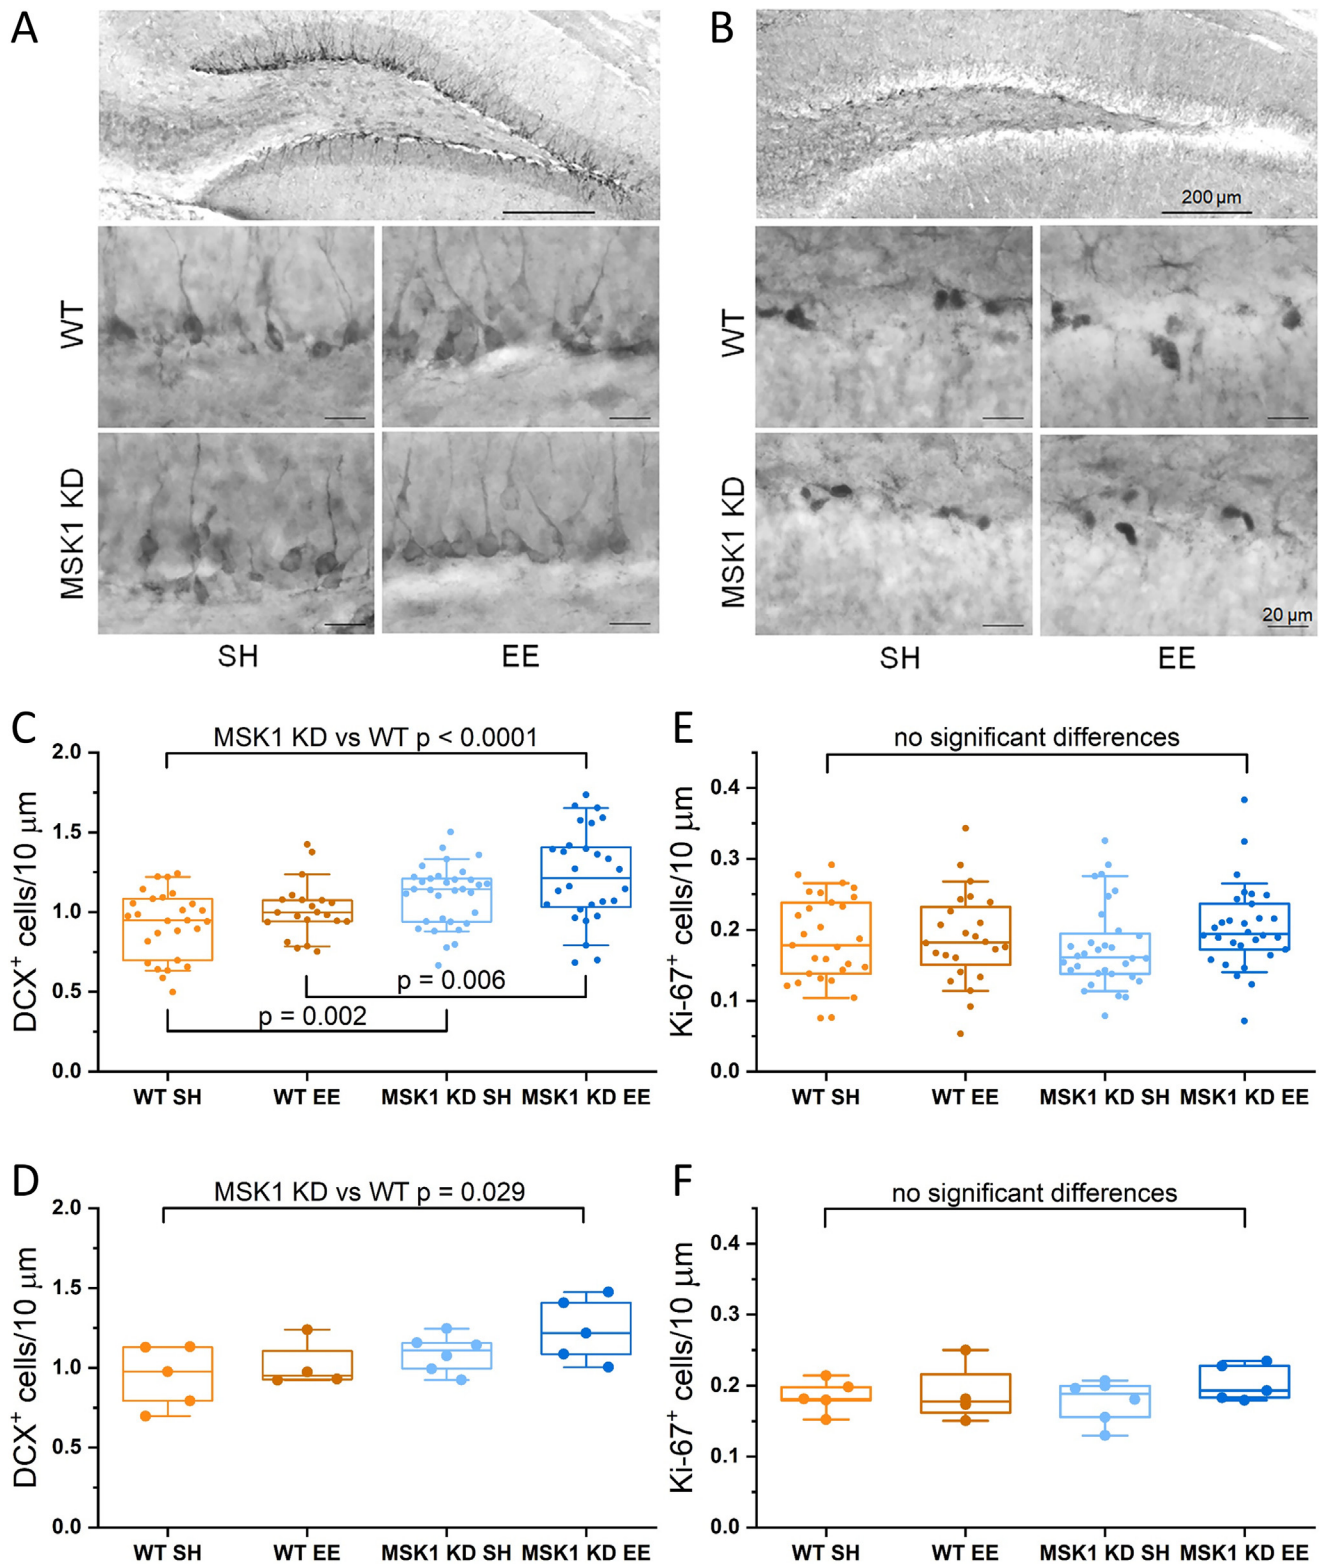 A
B
200 µm
WT
WT
MSK1 KD
MSK1 KD
20 µm
SH
EE
SH
EE
C
MSK1 KD vs WT p < 0.0001
2.0
1.5
1.0
0.5
0.0
DCX⁺ cells/10 µm
p = 0.006
p = 0.002
WT SH
WT EE
MSK1 KD SH
MSK1 KD EE
E
no significant differences
0.4
0.3
0.2
0.1
0.0
Ki-67⁺ cells/10 µm
WT SH
WT EE
MSK1 KD SH
MSK1 KD EE
D
MSK1 KD vs WT p = 0.029
2.0
1.5
1.0
0.5
0.0
DCX⁺ cells/10 µm
WT SH
WT EE
MSK1 KD SH
MSK1 KD EE
F
no significant differences
0.4
0.3
0.2
0.1
0.0
Ki-67⁺ cells/10 µm
WT SH
WT EE
MSK1 KD SH
MSK1 KD EE